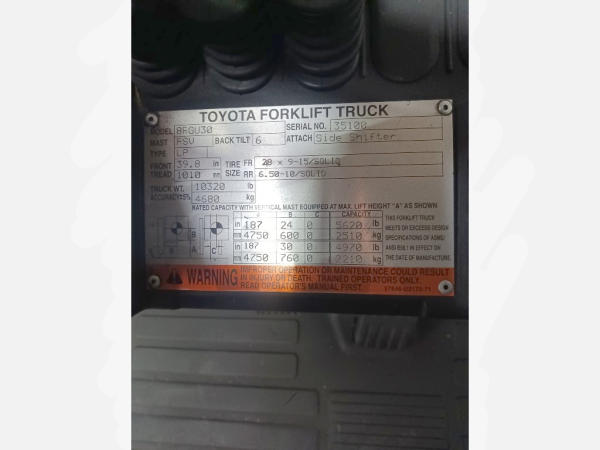 TOYOTA FORKLIFT TRUCK
MODEL 8FGU30 SERIAL NO. 35100
MAST FSV BACK TILT 6 ATTACH Side Shifter
TYPE LP
FRONT 39.8 in TIRE FR 28 x 9-15/SOLID
TREAD 1010 mm SIZE RR 6.50-10/SOLID
TRUCK WT. 10320 lb
ACCURACY±5% 4680 kg
RATED CAPACITY WITH VERTICAL MAST EQUIPPED AT MAX. LIFT HEIGHT "A" AS SHOWN
A B C CAPACITY
in 187 24 0 5620 lb
mm 4750 600 0 2510 kg
in 187 30 0 4970 lb
mm 4750 760 0 2210 kg
B
A C
THIS FORKLIFT TRUCK
MEETS OR EXCEEDS DESIGN
SPECIFICATIONS OF ASME/
ANSI B56.1 IN EFFECT ON
THE DATE OF MANUFACTURE.
WARNING
IMPROPER OPERATION OR MAINTENANCE COULD RESULT
IN INJURY OR DEATH. TRAINED OPERATORS ONLY.
READ OPERATOR'S MANUAL FIRST.